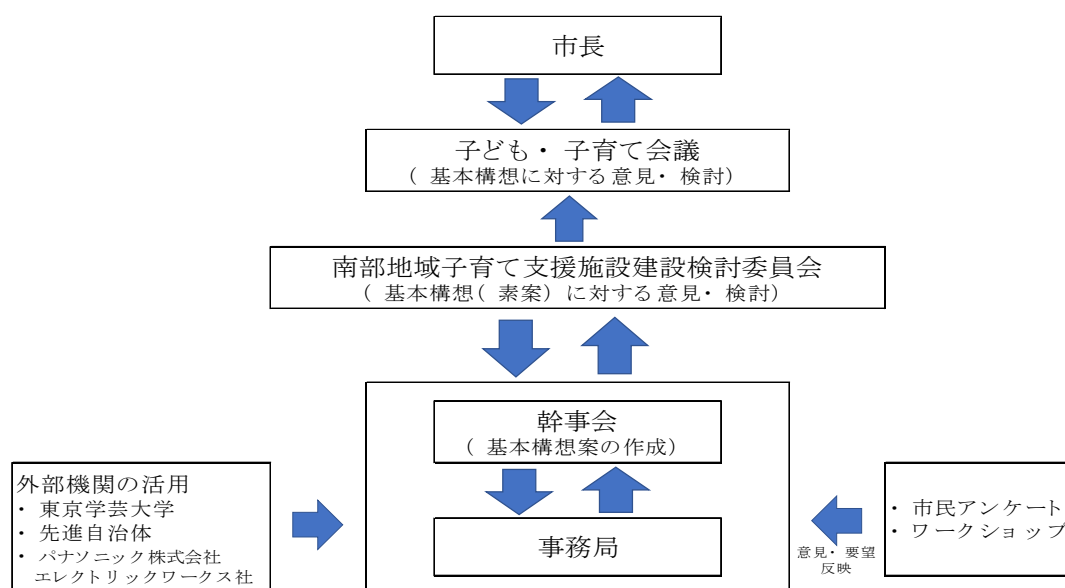 市長
子ども・子育て会議
(基本構想に対する意見・検討)
南部地域子育て支援施設建設検討委員会
(基本構想(素案)に対する意見・検討)
幹事会
(基本構想案の作成)
事務局
外部機関の活用
・東京学芸大学
・先進自治体
・パナソニック株式会社
エレクトリックワークス社
・市民アンケート
・ワークショップ
意見・要望
反映